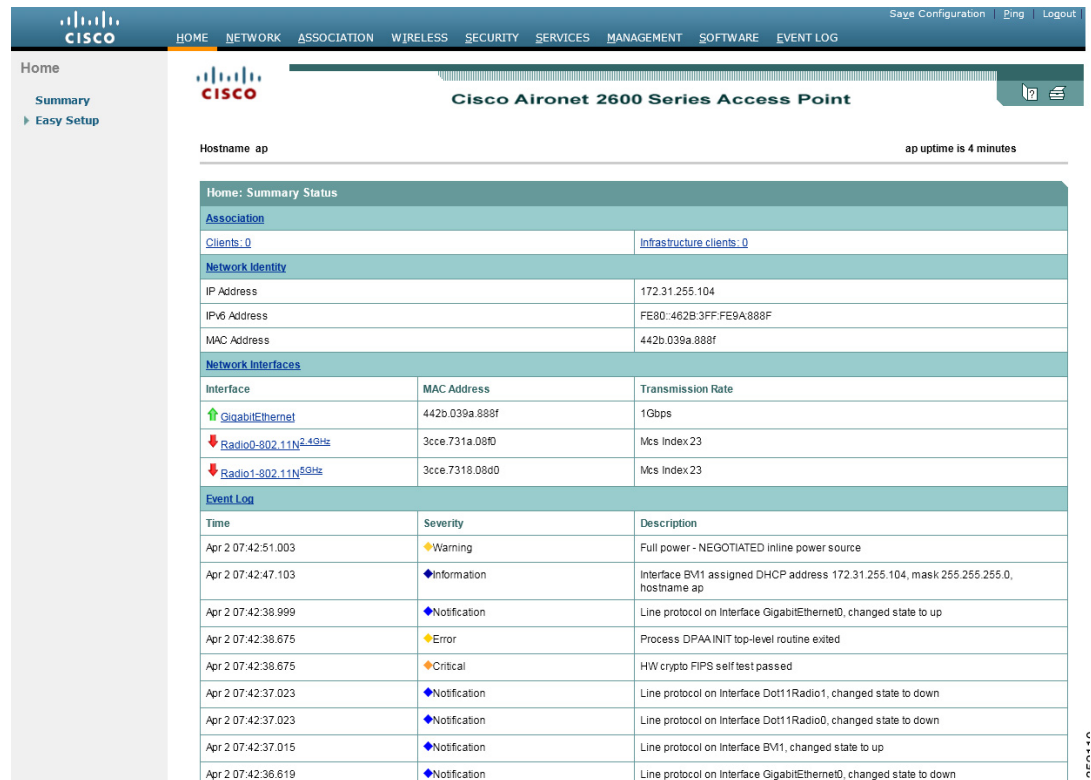 Save Configuration | Ping | Logout |
CISCO
HOME NETWORK ASSOCIATION WIRELESS SECURITY SERVICES MANAGEMENT SOFTWARE EVENT LOG
Home
Summary
Easy Setup
CISCO
Cisco Aironet 2600 Series Access Point
Hostname ap
ap uptime is 4 minutes
Home: Summary Status
Association
Clients: 0 Infrastructure clients: 0
Network Identity
IP Address 172.31.255.104
IPv6 Address FE80::462B:3FF:FE9A:888F
MAC Address 442b.039a.888f
Network Interfaces
Interface MAC Address Transmission Rate
GigabitEthernet 442b.039a.888f 1Gbps
Radio0-802.11N2.4GHz 3cce.731a.08f0 Mcs Index 23
Radio1-802.11N5GHz 3cce.7318.08d0 Mcs Index 23
Event Log
Time Severity Description
Apr 2 07:42:51.003 Warning Full power - NEGOTIATED inline power source
Apr 2 07:42:47.103 Information Interface BVI1 assigned DHCP address 172.31.255.104, mask 255.255.255.0,
hostname ap
Apr 2 07:42:38.999 Notification Line protocol on Interface GigabitEthernet0, changed state to up
Apr 2 07:42:38.675 Error Process DPAA INIT top-level routine exited
Apr 2 07:42:38.675 Critical HW crypto FIPS self test passed
Apr 2 07:42:37.023 Notification Line protocol on Interface Dot11Radio1, changed state to down
Apr 2 07:42:37.023 Notification Line protocol on Interface Dot11Radio0, changed state to down
Apr 2 07:42:37.015 Notification Line protocol on Interface BVI1, changed state to up
Apr 2 07:42:36.619 Notification Line protocol on Interface GigabitEthernet0, changed state to down